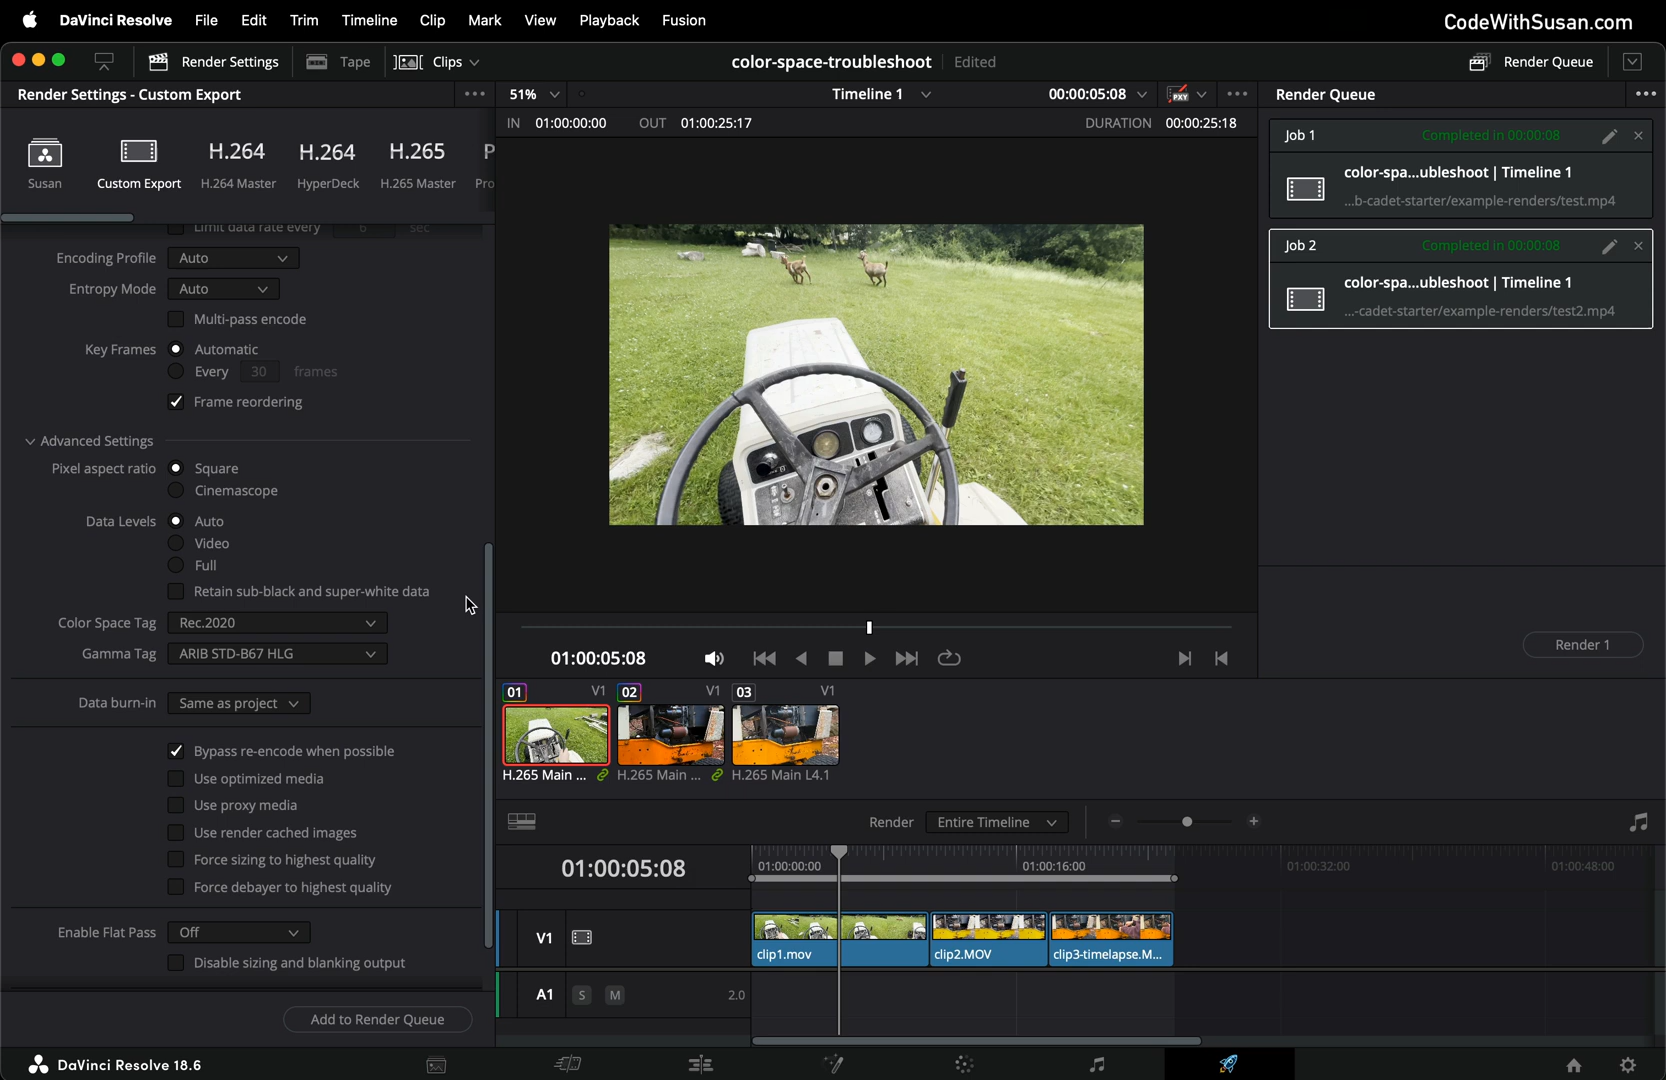 DaVinci Resolve File Edit Trim Timeline Clip Mark View Playback Fusion CodeWithSusan.com
Render Settings Tape Clips color-space-troubleshoot Edited Render Queue
Render Settings - Custom Export 51% Timeline 1 00:00:05:08 PXY Render Queue
IN 01:00:00:00 OUT 01:00:25:17 DURATION 00:00:25:18
Job 1 Completed in 00:00:08
H.264 H.264 H.265 P
Susan Custom Export H.264 Master HyperDeck H.265 Master Pro
color-spa...ubleshoot | Timeline 1
...b-cadet-starter/example-renders/test.mp4
Limit data rate every 6 sec
Job 2 Completed in 00:00:08
Encoding Profile Auto
color-spa...ubleshoot | Timeline 1
Entropy Mode Auto
...-cadet-starter/example-renders/test2.mp4
Multi-pass encode
Key Frames Automatic
Every 30 frames
Frame reordering
Advanced Settings
Pixel aspect ratio Square
Cinemascope
Data Levels Auto
Video
Full
Retain sub-black and super-white data
Color Space Tag Rec.2020
Gamma Tag ARIB STD-B67 HLG
01:00:05:08
Render 1
Data burn-in Same as project
01 V1 02 V1 03 V1
H.265 Main ... H.265 Main ... H.265 Main L4.1
Bypass re-encode when possible
Use optimized media
Use proxy media
Use render cached images
Force sizing to highest quality
Force debayer to highest quality
Render Entire Timeline
01:00:05:08 01:00:00:00 01:00:16:00 01:00:32:00 01:00:48:00
Enable Flat Pass Off
Disable sizing and blanking output
V1
clip1.mov clip2.MOV clip3-timelapse.M...
A1 S M 2.0
Add to Render Queue
DaVinci Resolve 18.6